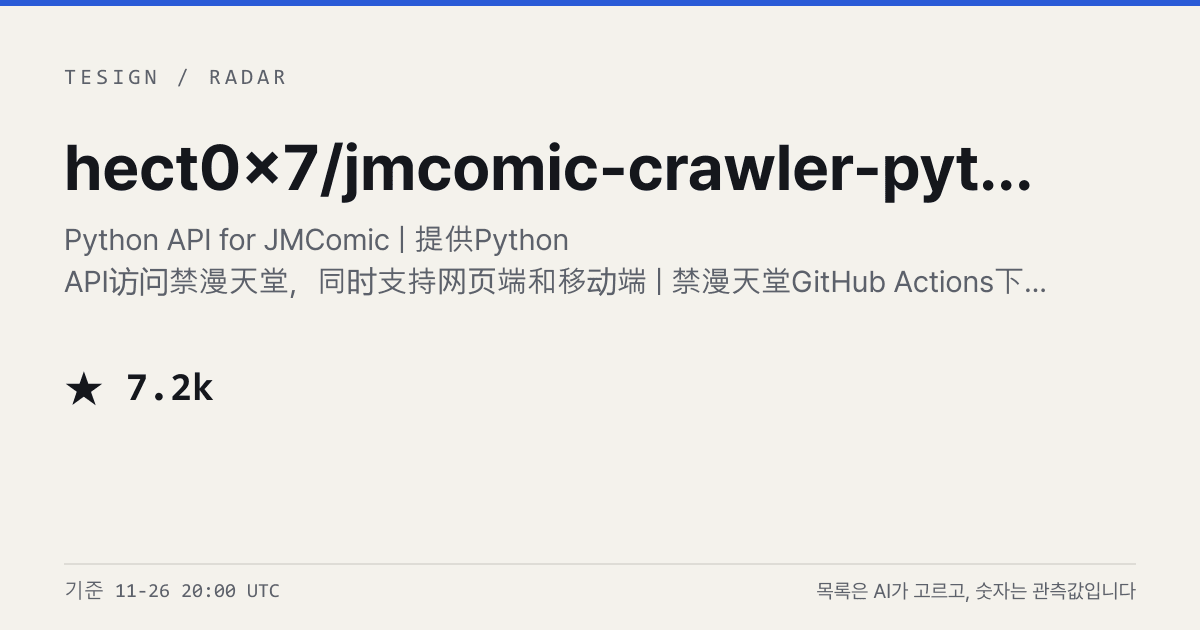 TESIGN / RADAR
hect0×7/jmcomic-crawler-pyt...
Python API for JMComic | 提供Python
API访问禁漫天堂，同时支持网页端和移动端 | 禁漫天堂GitHub Actions下...
★ 7.2k
기준 11-26 20:00 UTC
목록은 AI가 고르고, 숫자는 관측값입니다